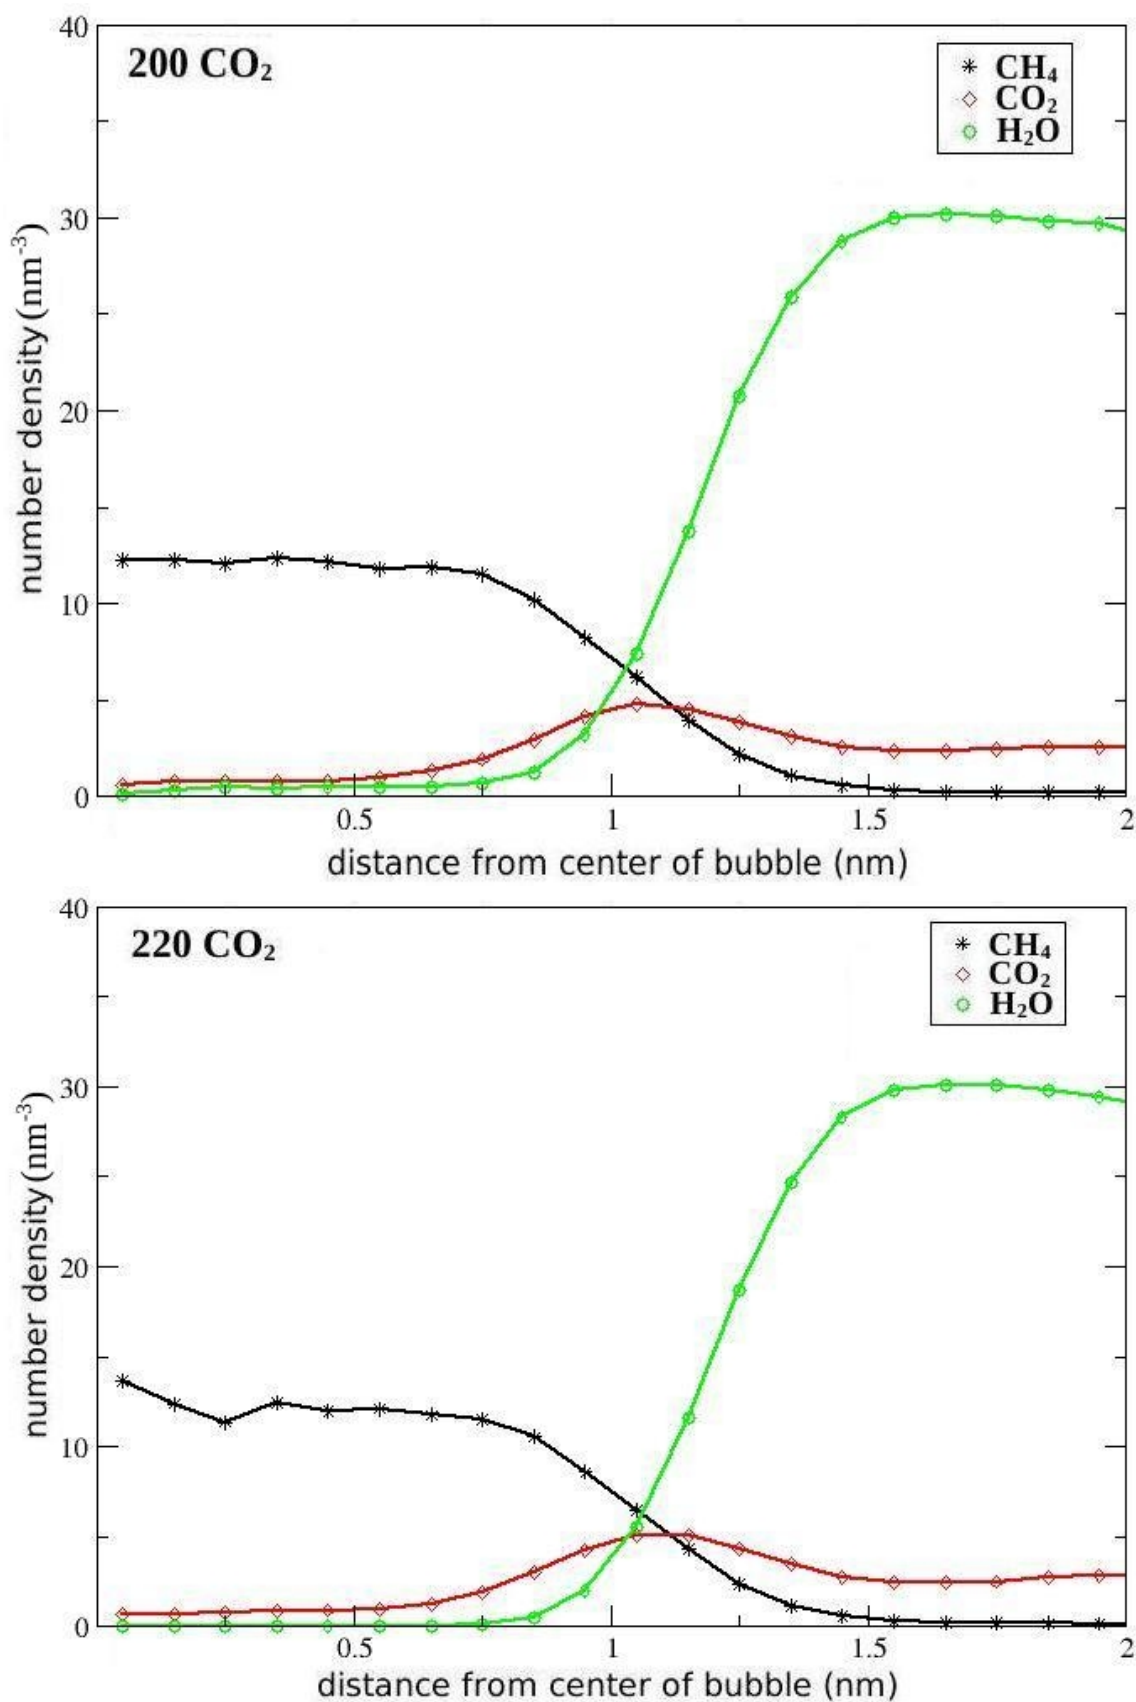 40
200 CO₂
CH₄
CO₂
H₂O
30
20
10
0
number density (nm⁻³)
0.5
1
1.5
2
distance from center of bubble (nm)
40
220 CO₂
CH₄
CO₂
H₂O
30
20
10
0
number density (nm⁻³)
0.5
1
1.5
2
distance from center of bubble (nm)